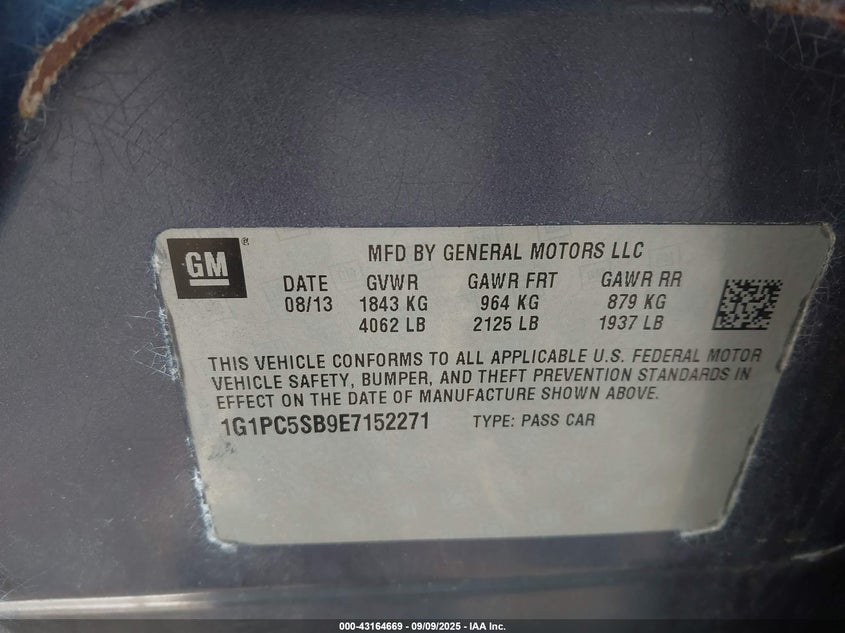 GM ®
MFD BY GENERAL MOTORS LLC
DATE GVWR GAWR FRT GAWR RR
08/13 1843 KG 964 KG 879 KG
4062 LB 2125 LB 1937 LB
THIS VEHICLE CONFORMS TO ALL APPLICABLE U.S. FEDERAL MOTOR
VEHICLE SAFETY, BUMPER, AND THEFT PREVENTION STANDARDS IN
EFFECT ON THE DATE OF MANUFACTURE SHOWN ABOVE.
1G1PC5SB9E7152271 TYPE: PASS CAR
000-43164669 - 09/09/2025 - IAA Inc.